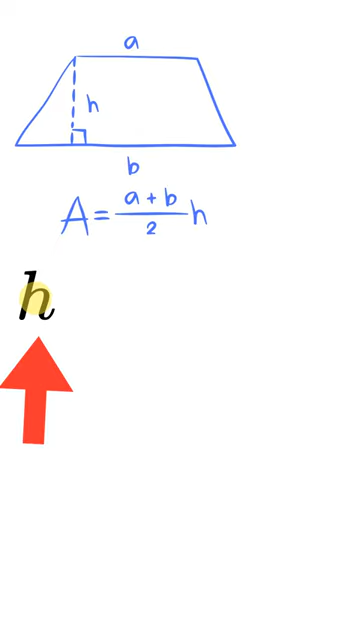 a
h
b
A = (a + b)/2 h
h